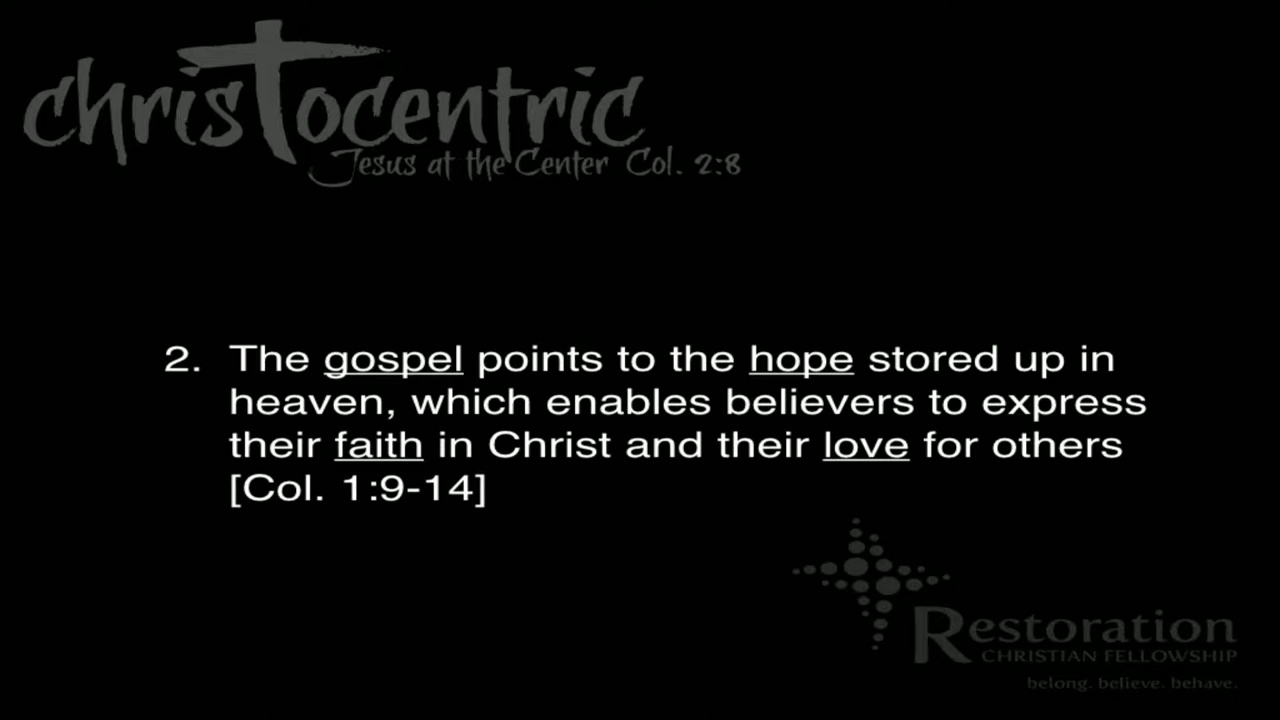 chrisTocentric
Jesus at the Center Col. 2:8
2. The gospel points to the hope stored up in
heaven, which enables believers to express
their faith in Christ and their love for others
[Col. 1:9-14]
Restoration
CHRISTIAN FELLOWSHIP
belong. believe. behave.